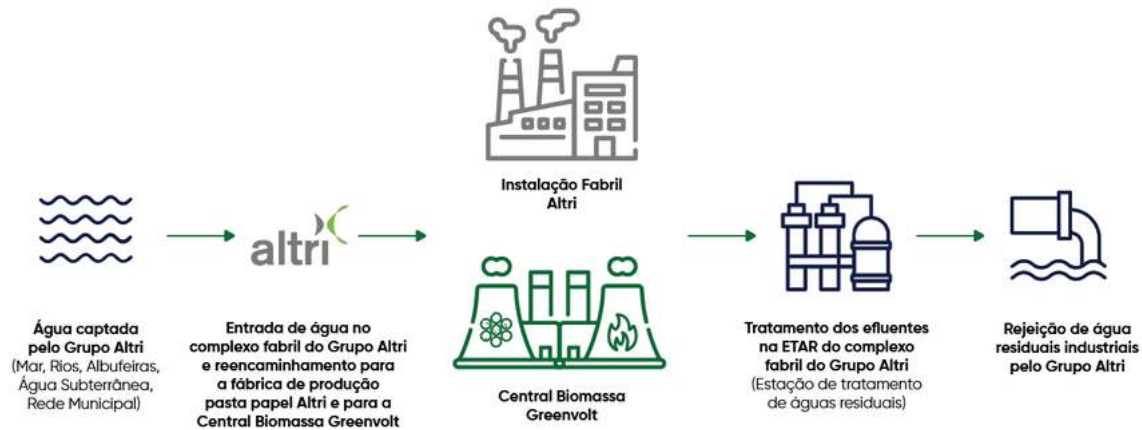 Instalação Fabril
Altri
altri
Água captada
pelo Grupo Altri
(Mar, Rios, Albufeiras,
Água Subterrânea,
Rede Municipal)
Entrada de água no
complexo fabril do Grupo Altri
e reencaminhamento para
a fábrica de produção
pasta papel Altri e para a
Central Biomassa Greenvolt
Central Biomassa
Greenvolt
Tratamento dos efluentes
na ETAR do complexo
fabril do Grupo Altri
(Estação de tratamento
de águas residuais)
Rejeição de água
residuais industriais
pelo Grupo Altri